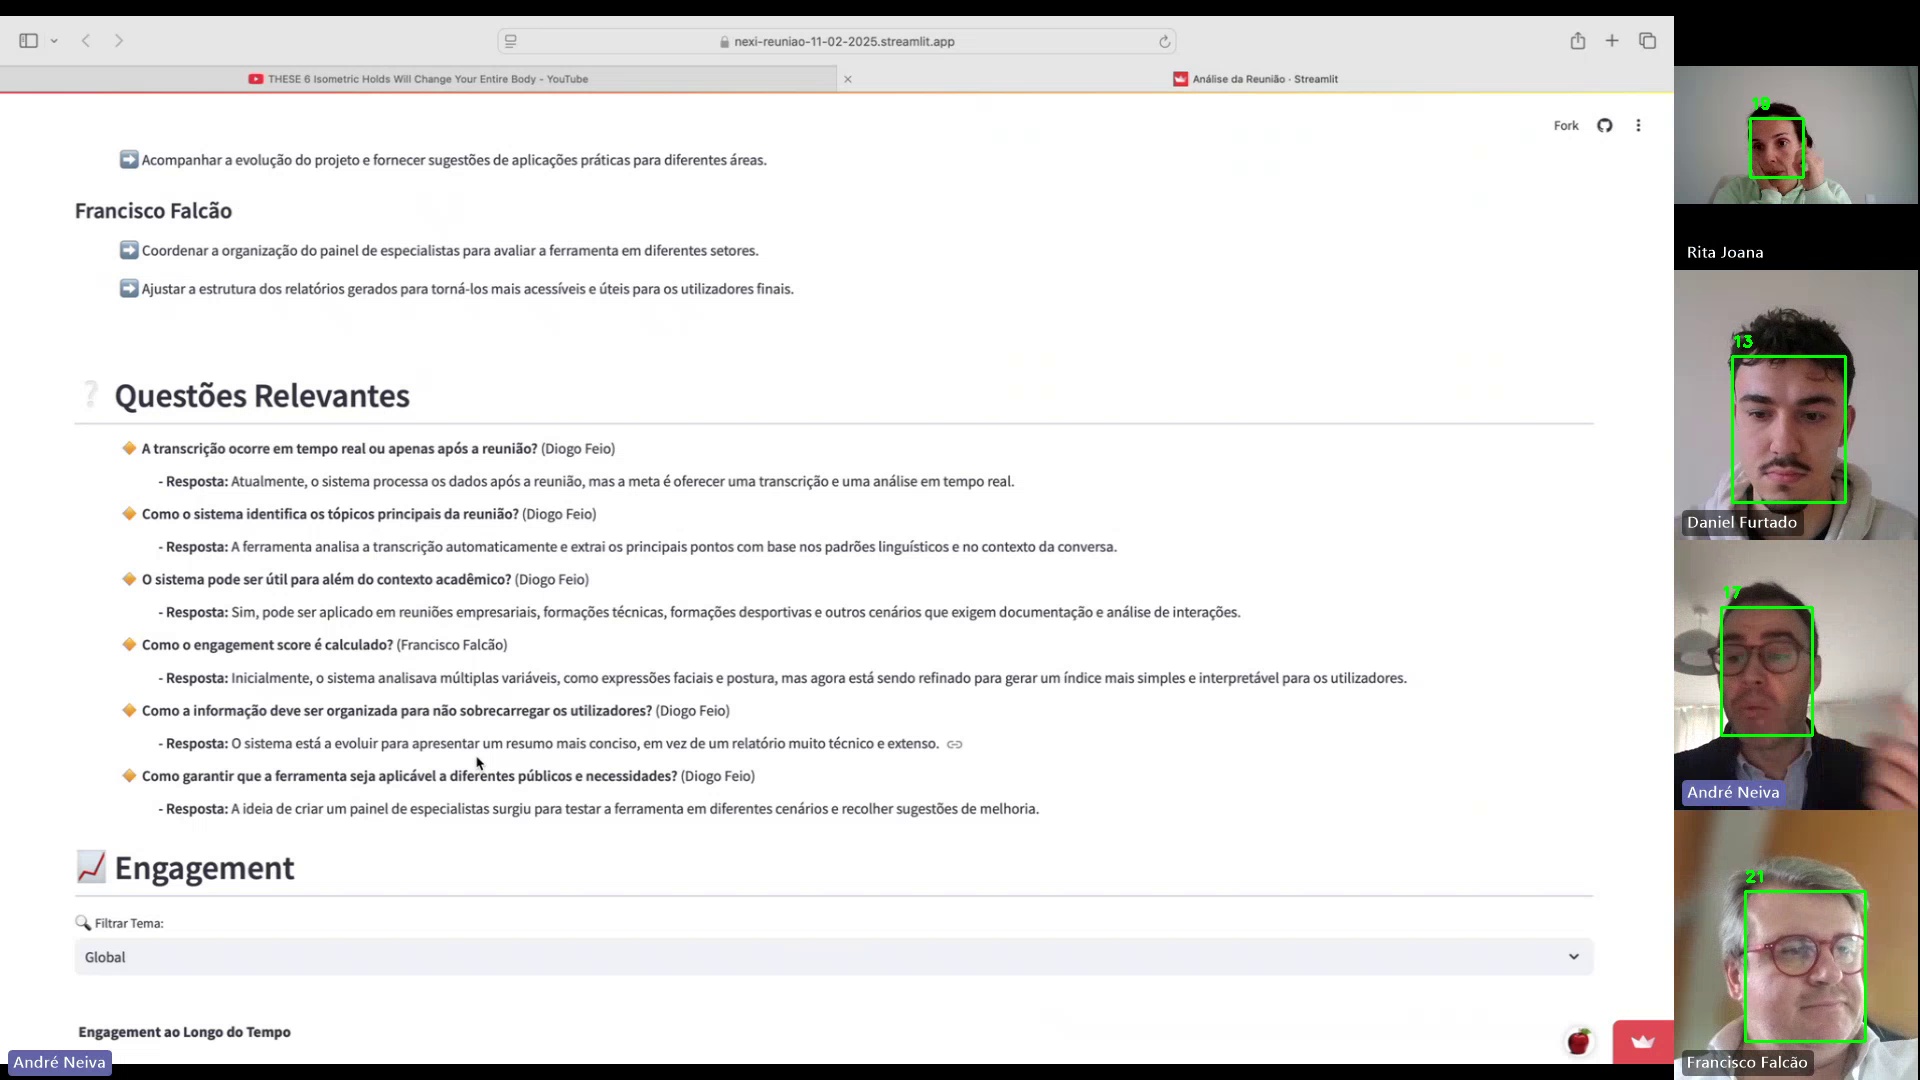 nexi-reuniao-11-02-2025.streamlit.app
THESE 6 Isometric Holds Will Change Your Entire Body - YouTube
Análise da Reunião · Streamlit
Fork
Acompanhar a evolução do projeto e fornecer sugestões de aplicações práticas para diferentes áreas.
Francisco Falcão
Coordenar a organização do painel de especialistas para avaliar a ferramenta em diferentes setores.
Ajustar a estrutura dos relatórios gerados para torná-los mais acessíveis e úteis para os utilizadores finais.
Questões Relevantes
A transcrição ocorre em tempo real ou apenas após a reunião? (Diogo Feio)
- Resposta: Atualmente, o sistema processa os dados após a reunião, mas a meta é oferecer uma transcrição e uma análise em tempo real.
Como o sistema identifica os tópicos principais da reunião? (Diogo Feio)
- Resposta: A ferramenta analisa a transcrição automaticamente e extrai os principais pontos com base nos padrões linguísticos e no contexto da conversa.
O sistema pode ser útil para além do contexto acadêmico? (Diogo Feio)
- Resposta: Sim, pode ser aplicado em reuniões empresariais, formações técnicas, formações desportivas e outros cenários que exigem documentação e análise de interações.
Como o engagement score é calculado? (Francisco Falcão)
- Resposta: Inicialmente, o sistema analisava múltiplas variáveis, como expressões faciais e postura, mas agora está sendo refinado para gerar um índice mais simples e interpretável para os utilizadores.
Como a informação deve ser organizada para não sobrecarregar os utilizadores? (Diogo Feio)
- Resposta: O sistema está a evoluir para apresentar um resumo mais conciso, em vez de um relatório muito técnico e extenso.
Como garantir que a ferramenta seja aplicável a diferentes públicos e necessidades? (Diogo Feio)
- Resposta: A ideia de criar um painel de especialistas surgiu para testar a ferramenta em diferentes cenários e recolher sugestões de melhoria.
Engagement
Filtrar Tema:
Global
Engagement ao Longo do Tempo
André Neiva
19
Rita Joana
13
Daniel Furtado
17
André Neiva
21
Francisco Falcão